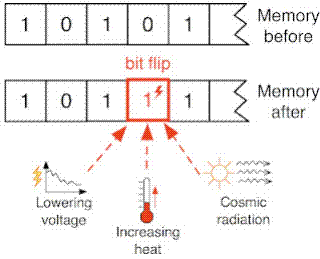 1 0 1 0 1
Memory
before
bit flip
1 0 1 1 1
Memory
after
Lowering
voltage
Increasing
heat
Cosmic
radiation